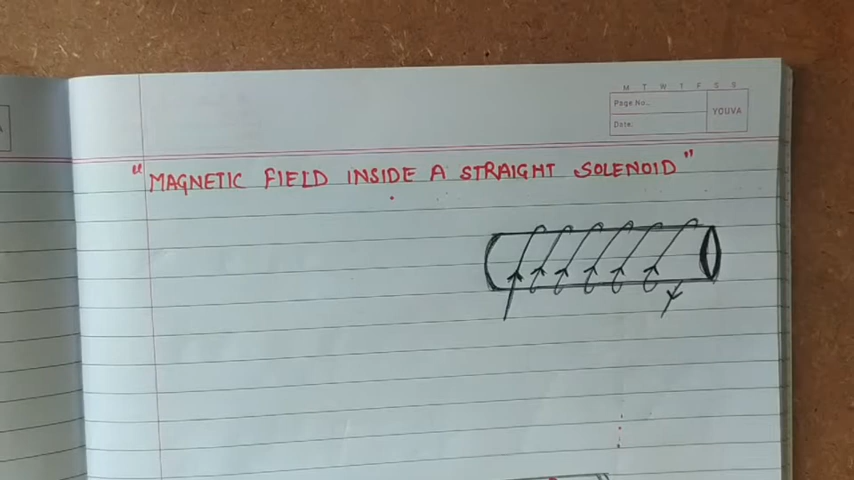 M T W T F S S
Page No.
YOUVA
Date.
"MAGNETIC FIELD INSIDE A STRAIGHT SOLENOID"